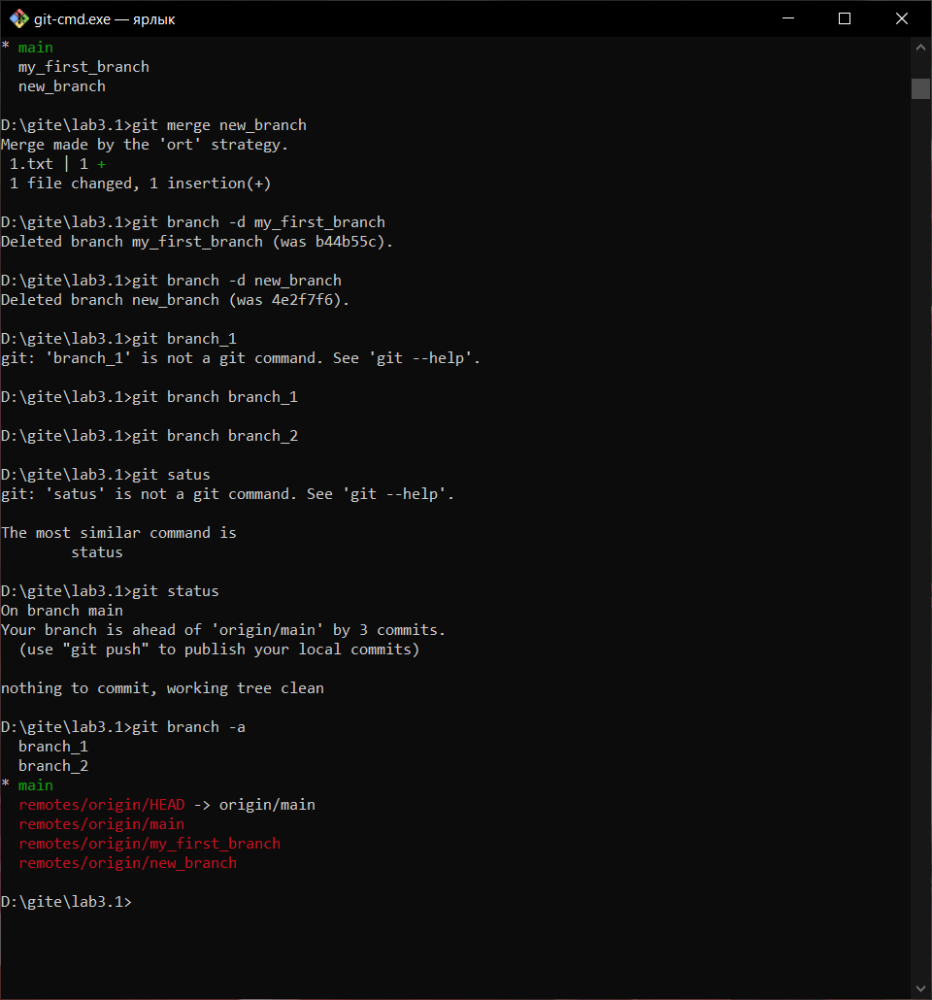 git-cmd.exe — ярлык
* main
  my_first_branch
  new_branch

D:\gite\lab3.1>git merge new_branch
Merge made by the 'ort' strategy.
 1.txt | 1 +
 1 file changed, 1 insertion(+)

D:\gite\lab3.1>git branch -d my_first_branch
Deleted branch my_first_branch (was b44b55c).

D:\gite\lab3.1>git branch -d new_branch
Deleted branch new_branch (was 4e2f7f6).

D:\gite\lab3.1>git branch_1
git: 'branch_1' is not a git command. See 'git --help'.

D:\gite\lab3.1>git branch branch_1

D:\gite\lab3.1>git branch branch_2

D:\gite\lab3.1>git satus
git: 'satus' is not a git command. See 'git --help'.

The most similar command is
        status

D:\gite\lab3.1>git status
On branch main
Your branch is ahead of 'origin/main' by 3 commits.
  (use "git push" to publish your local commits)

nothing to commit, working tree clean

D:\gite\lab3.1>git branch -a
  branch_1
  branch_2
* main
  remotes/origin/HEAD -> origin/main
  remotes/origin/main
  remotes/origin/my_first_branch
  remotes/origin/new_branch

D:\gite\lab3.1>